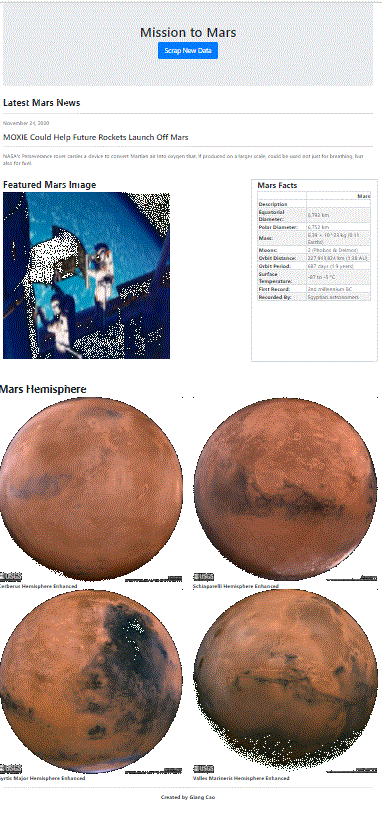 Mission to Mars
Scrap New Data
Latest Mars News
November 24, 2020
MOXIE Could Help Future Rockets Launch Off Mars
NASA's Perseverance rover carries a device to convert Martian air into oxygen that, if produced on a larger scale, could be used not just for breathing, but
also for fuel.
Featured Mars Image
Mars Facts
Mars
Description
Equatorial Diameter: 6,792 km
Polar Diameter: 6,752 km
Mass: 6.39 × 10^23 kg (0.11 Earths)
Moons: 2 (Phobos & Deimos)
Orbit Distance: 227,943,824 km (1.38 AU)
Orbit Period: 687 days (1.9 years)
Surface Temperature: -87 to -5 °C
First Record: 2nd millennium BC
Recorded By: Egyptian astronomers
Mars Hemisphere
Cerberus Hemisphere Enhanced
Schiaparelli Hemisphere Enhanced
yrtis Major Hemisphere Enhanced
Valles Marineris Hemisphere Enhanced
Created by Giang Cao